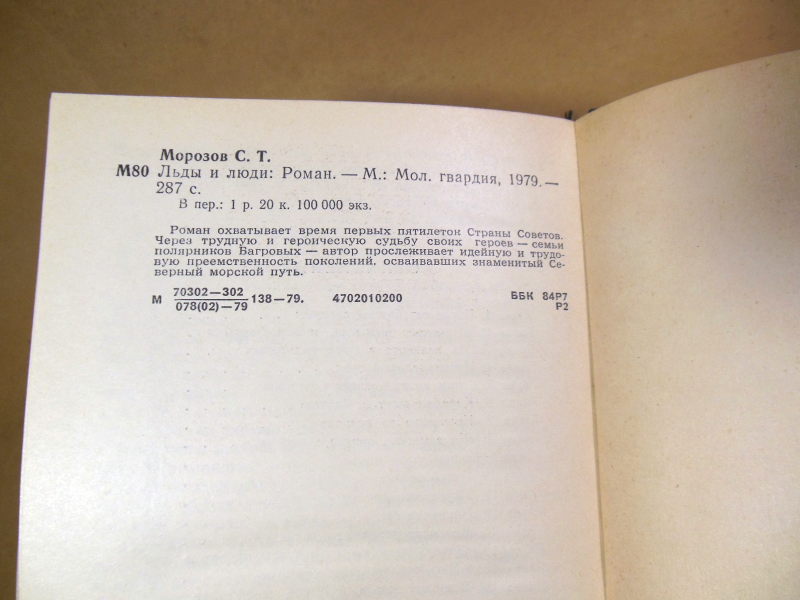 Морозов С. Т.
М80 Льды и люди: Роман. — М.: Мол. гвардия, 1979. —
287 с.
В пер.: 1 р. 20 к. 100 000 экз.
Роман охватывает время первых пятилеток Страны Советов.
Через трудную и героическую судьбу своих героев — семьи
полярников Багровых — автор прослеживает идейную и трудо-
вую преемственность поколений, осваивавших знаменитый Се-
верный морской путь.
М 70302—302 / 078(02)—79 138—79. 4702010200 ББК 84Р7
Р2